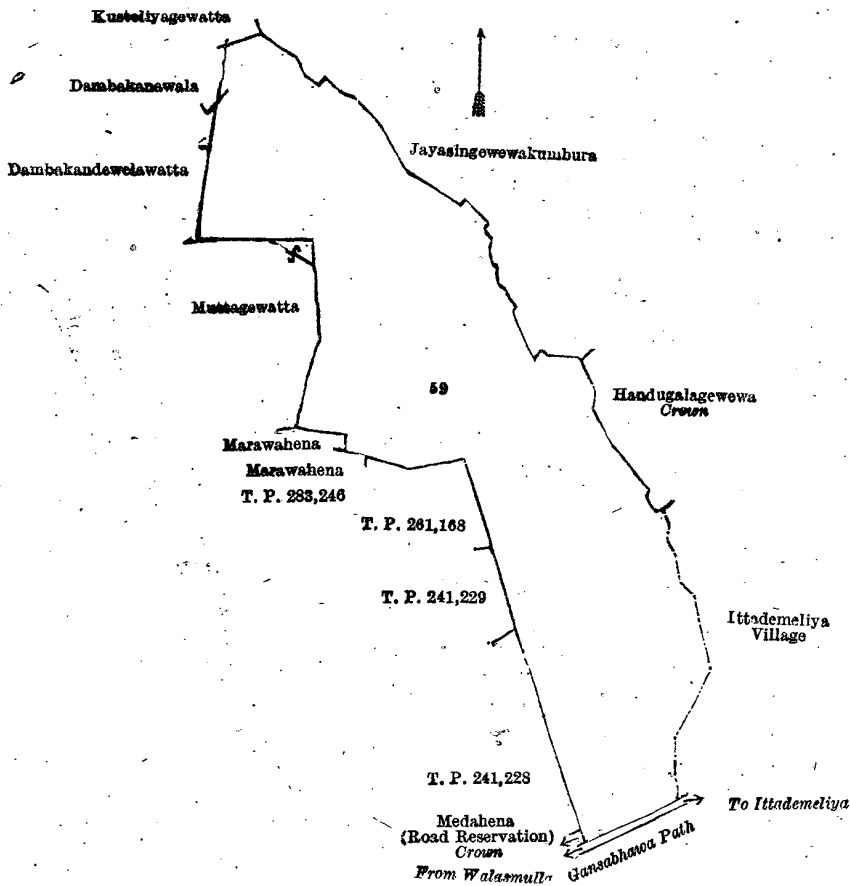 Kusteliyagewatta
Dambakanawala
Jayasingewewakumbura
Dambakandewelawatta
Muttagewatta
59
Handugalagewewa
Crown
Marawahena
Marawahena
T. P. 283,246
T. P. 261,168
T. P. 241,229
Ittademeliya
Village
T. P. 241,228
To Ittademeliya
Medahena
(Road Reservation)
Crown
Gansabhawa Path
From Walasmulla